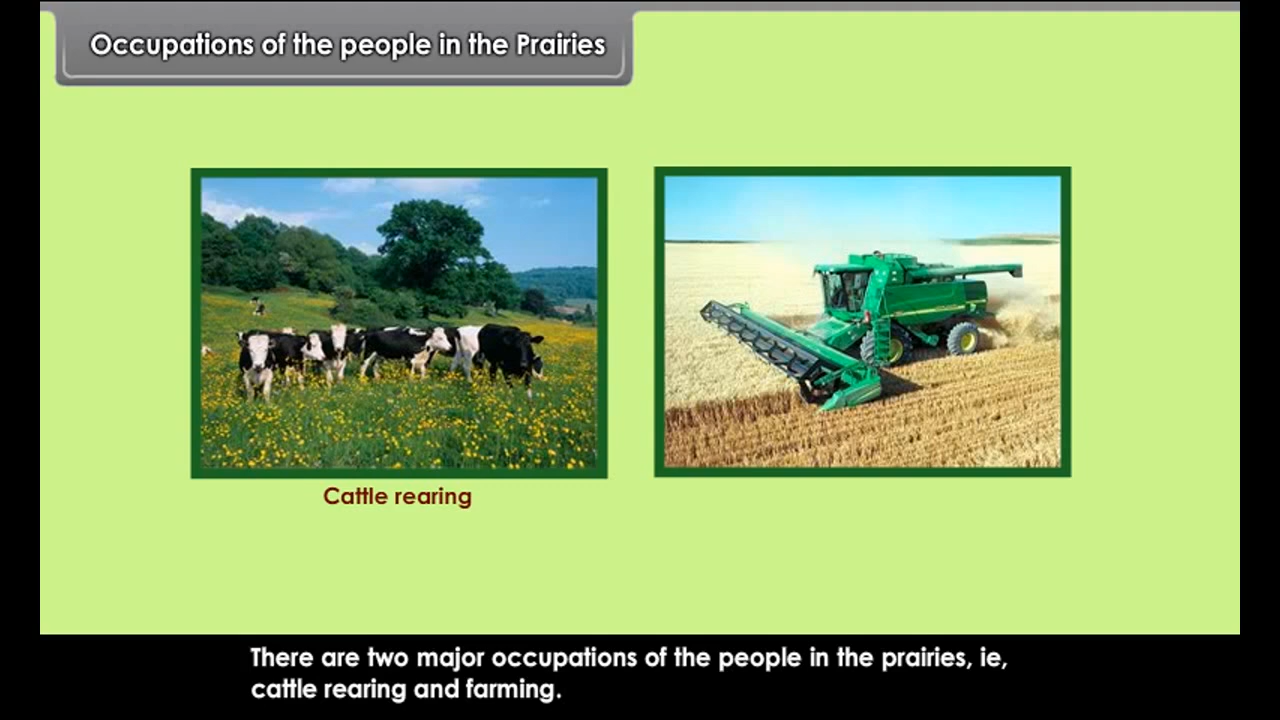 Occupations of the people in the Prairies
Cattle rearing
There are two major occupations of the people in the prairies, ie,
cattle rearing and farming.